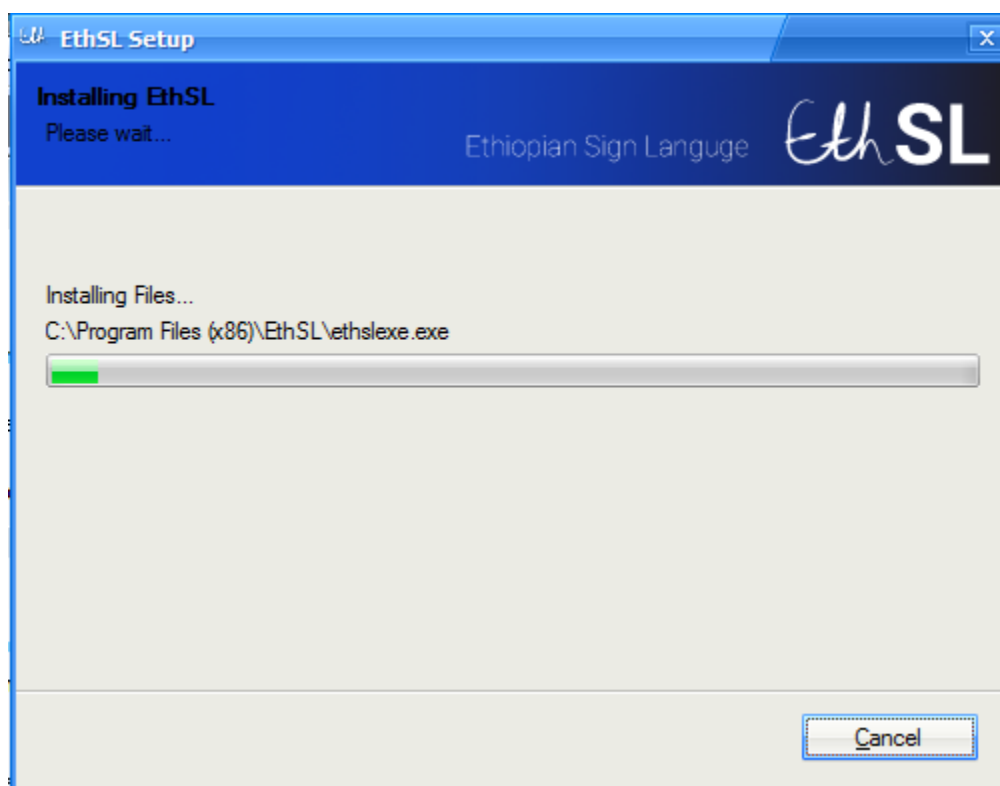 EthSL Setup
Installing EthSL
Please wait...
Ethiopian Sign Languge
EthSL
Installing Files...
C:\Program Files (x86)\EthSL\ethslexe.exe
Cancel